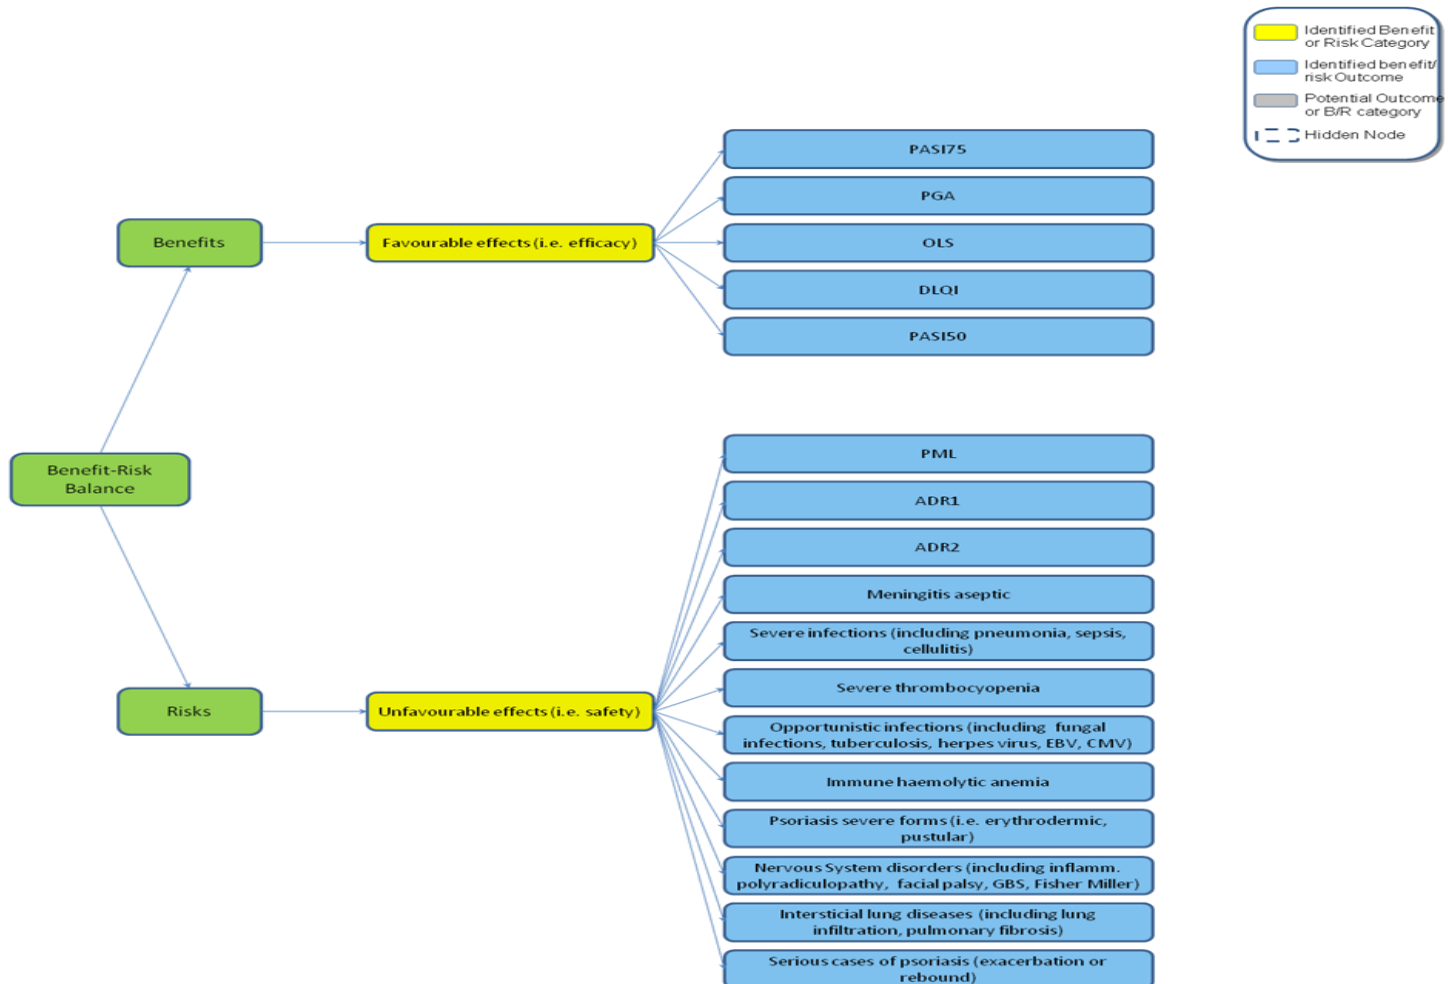 Identified Benefit
or Risk Category
Identified benefit/
risk Outcome
Potential Outcome
or B/R category
Hidden Node
PASI75
PGA
Benefits
Favourable effects (i.e. efficacy)
OLS
DLQI
PASI50
Benefit-Risk
Balance
PML
ADR1
ADR2
Meningitis aseptic
Severe infections (including pneumonia, sepsis,
cellulitis)
Severe thrombocyopenia
Risks
Unfavourable effects (i.e. safety)
Opportunistic infections (including fungal
infections, tuberculosis, herpes virus, EBV, CMV)
Immune haemolytic anemia
Psoriasis severe forms (i.e. erythrodermic,
pustular)
Nervous System disorders (including inflamm.
polyradiculopathy, facial palsy, GBS, Fisher Miller)
Intersticial lung diseases (including lung
infiltration, pulmonary fibrosis)
Serious cases of psoriasis (exacerbation or
rebound)